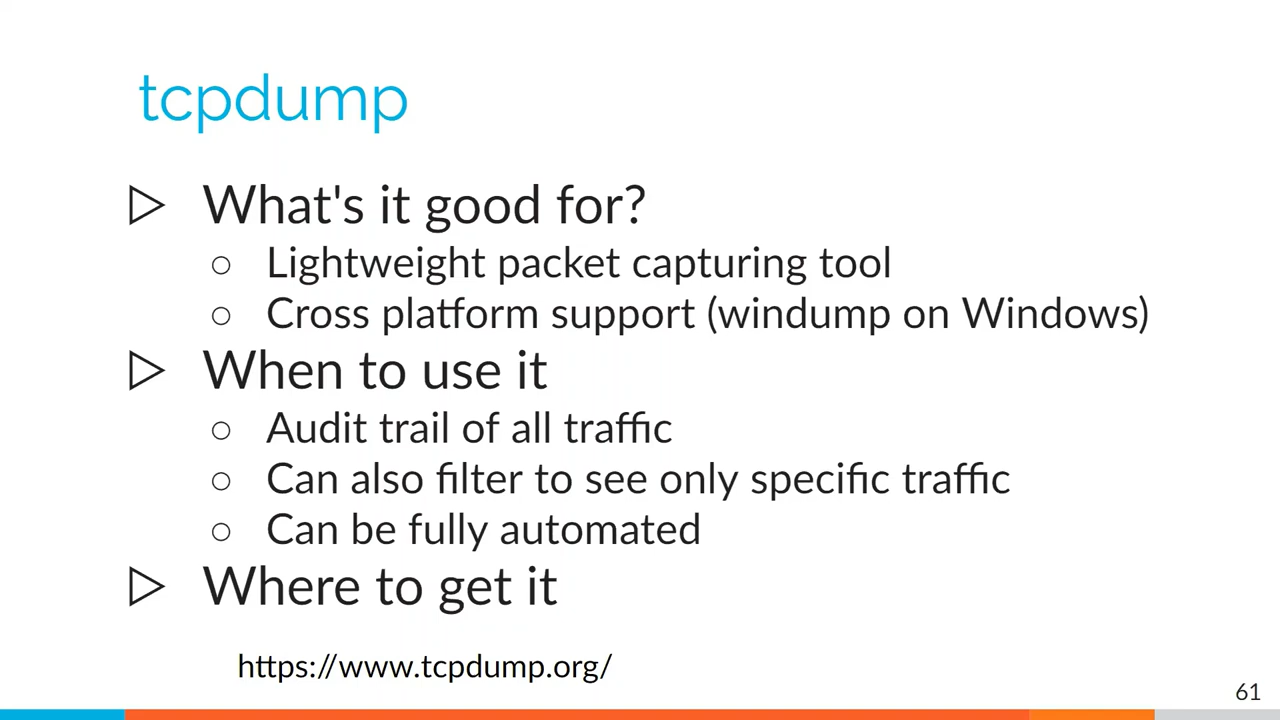 tcpdump
▷ What's it good for?
○ Lightweight packet capturing tool
○ Cross platform support (windump on Windows)
▷ When to use it
○ Audit trail of all traffic
○ Can also filter to see only specific traffic
○ Can be fully automated
▷ Where to get it
https://www.tcpdump.org/
61